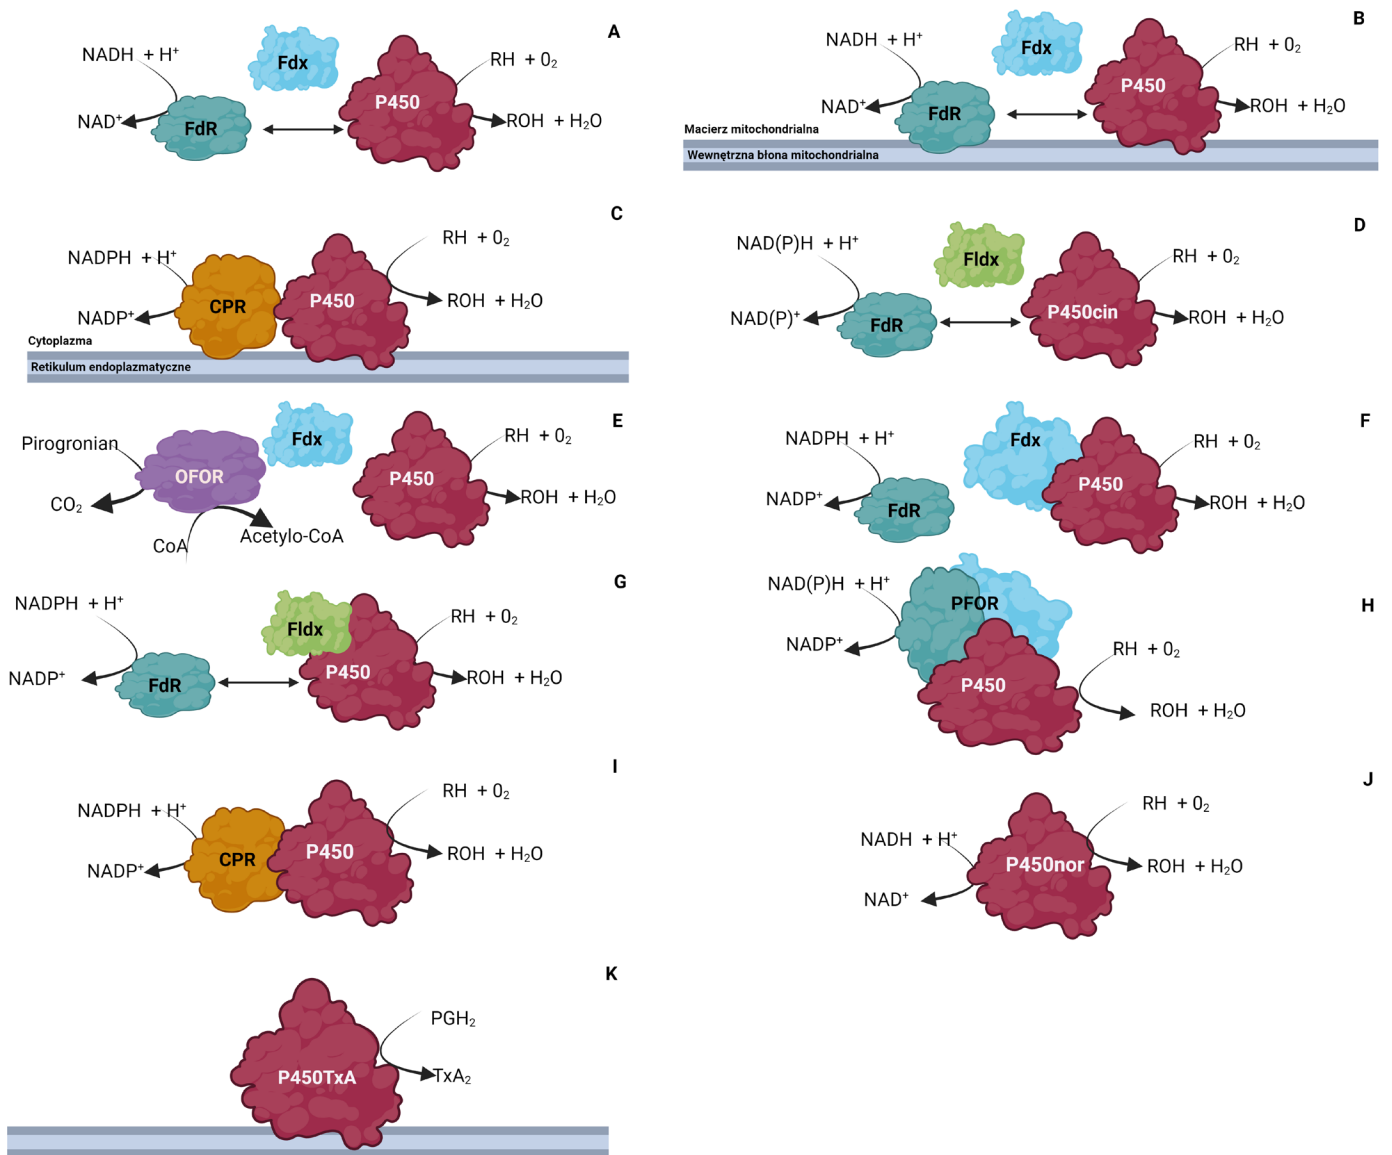 A
NADH + H⁺
Fdx
RH + 0₂
P450
NAD⁺
FdR
ROH + H₂O
B
NADH + H⁺
Fdx
RH + 0₂
P450
NAD⁺
FdR
ROH + H₂O
Macierz mitochondrialna
Wewnętrzna błona mitochondrialna
C
RH + 0₂
NADPH + H⁺
CPR
P450
ROH + H₂O
NADP⁺
Cytoplazma
Retikulum endoplazmatyczne
D
NAD(P)H + H⁺
Fldx
RH + 0₂
P450cin
NAD(P)⁺
FdR
ROH + H₂O
E
Pirogronian
Fdx
RH + 0₂
OFOR
P450
CO₂
ROH + H₂O
CoA
Acetylo-CoA
F
NADPH + H⁺
Fdx
RH + 0₂
P450
NADP⁺
FdR
ROH + H₂O
G
NADPH + H⁺
Fldx
RH + 0₂
P450
NADP⁺
FdR
ROH + H₂O
H
NAD(P)H + H⁺
PFOR
NADP⁺
RH + 0₂
P450
ROH + H₂O
I
RH + 0₂
NADPH + H⁺
CPR
P450
ROH + H₂O
NADP⁺
J
RH + 0₂
NADH + H⁺
P450nor
ROH + H₂O
NAD⁺
K
PGH₂
P450TxA
TxA₂